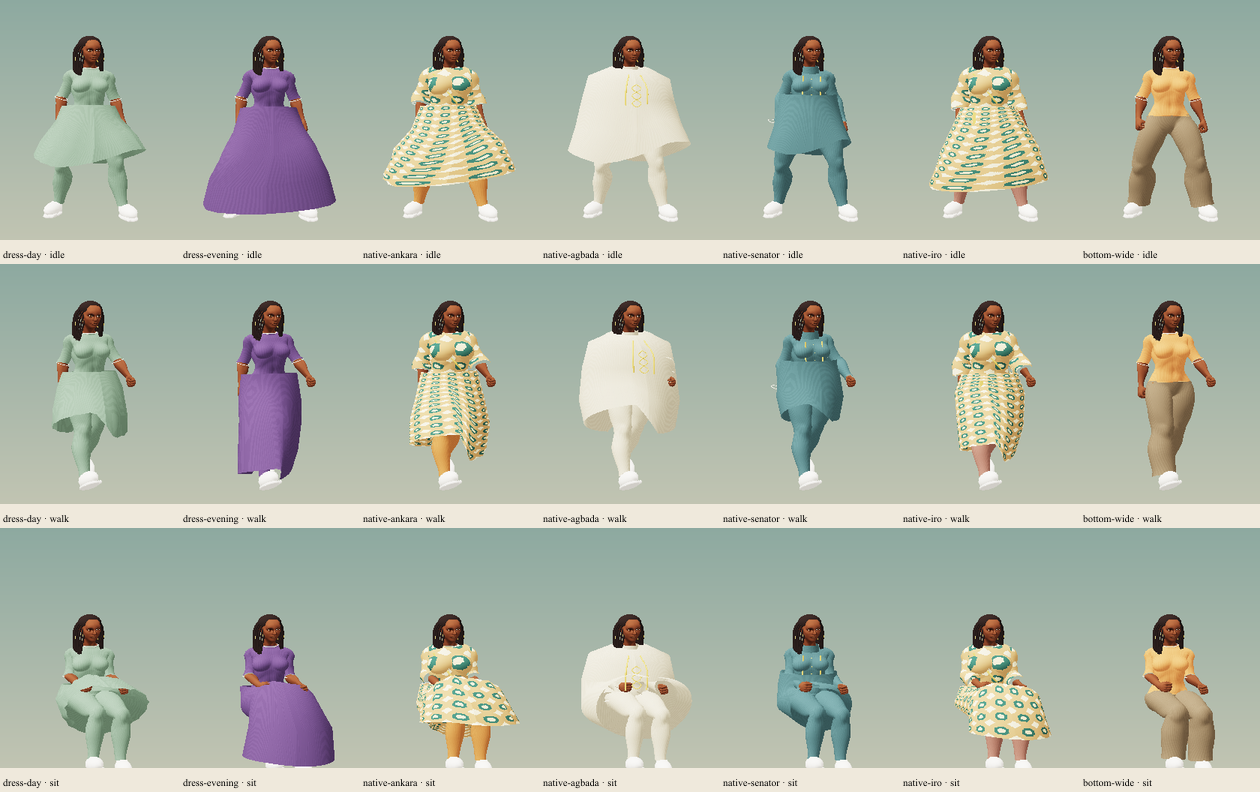 dress-day · idle
dress-evening · idle
native-ankara · idle
native-agbada · idle
native-senator · idle
native-iro · idle
bottom-wide · idle
dress-day · walk
dress-evening · walk
native-ankara · walk
native-agbada · walk
native-senator · walk
native-iro · walk
bottom-wide · walk
dress-day · sit
dress-evening · sit
native-ankara · sit
native-agbada · sit
native-senator · sit
native-iro · sit
bottom-wide · sit